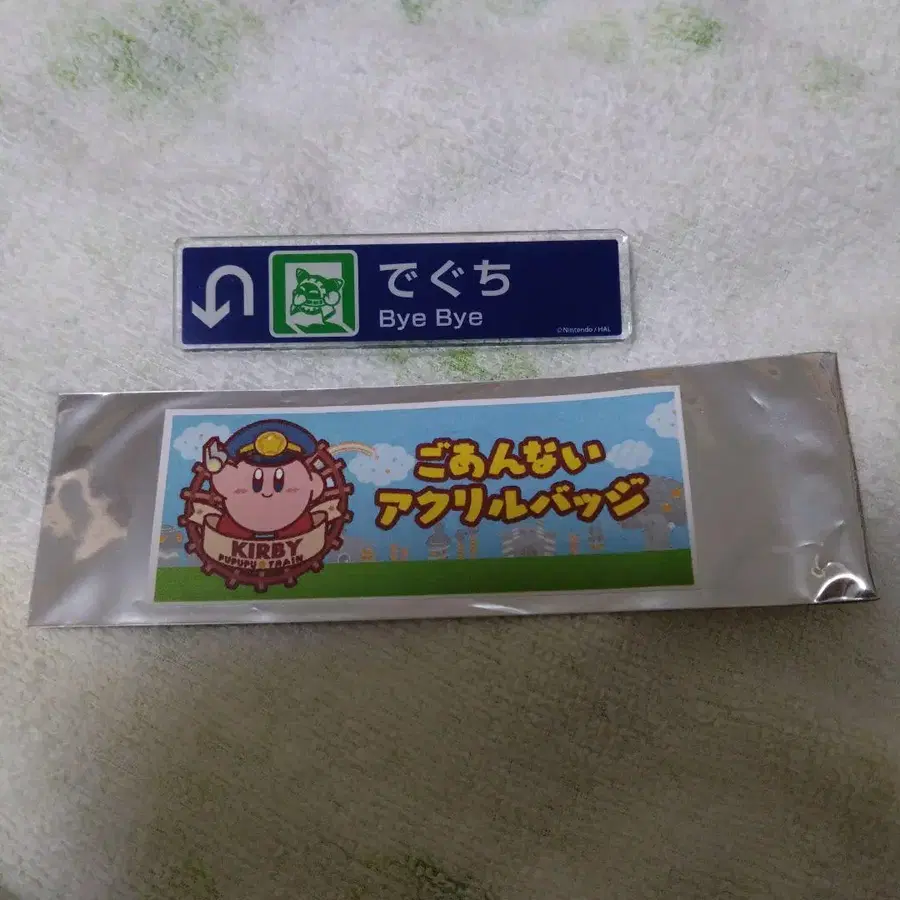 でぐち
Bye Bye
©Nintendo / HAL
ごあんない
アクリルバッジ
KIRBY
PUPUPU TRAIN